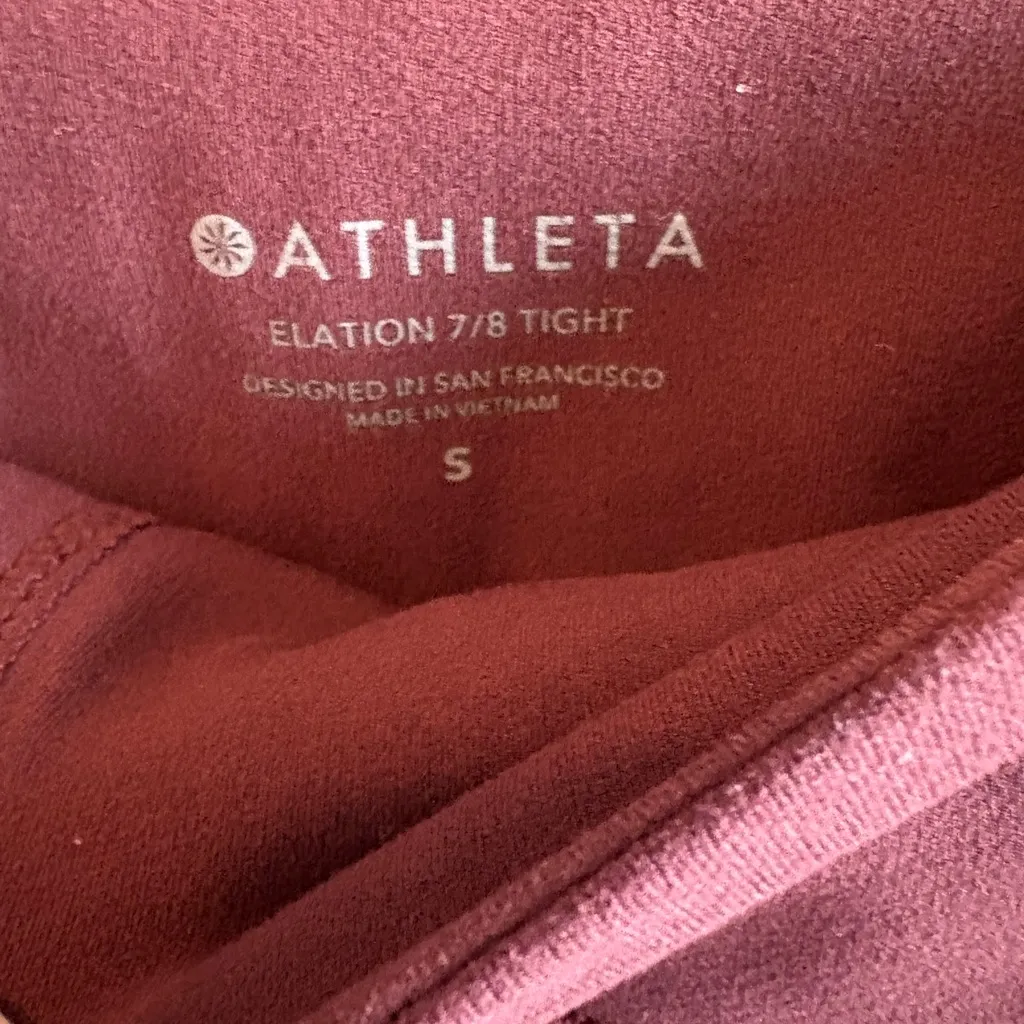 ATHLETA
ELATION 7/8 TIGHT
DESIGNED IN SAN FRANCISCO
MADE IN VIETNAM
S